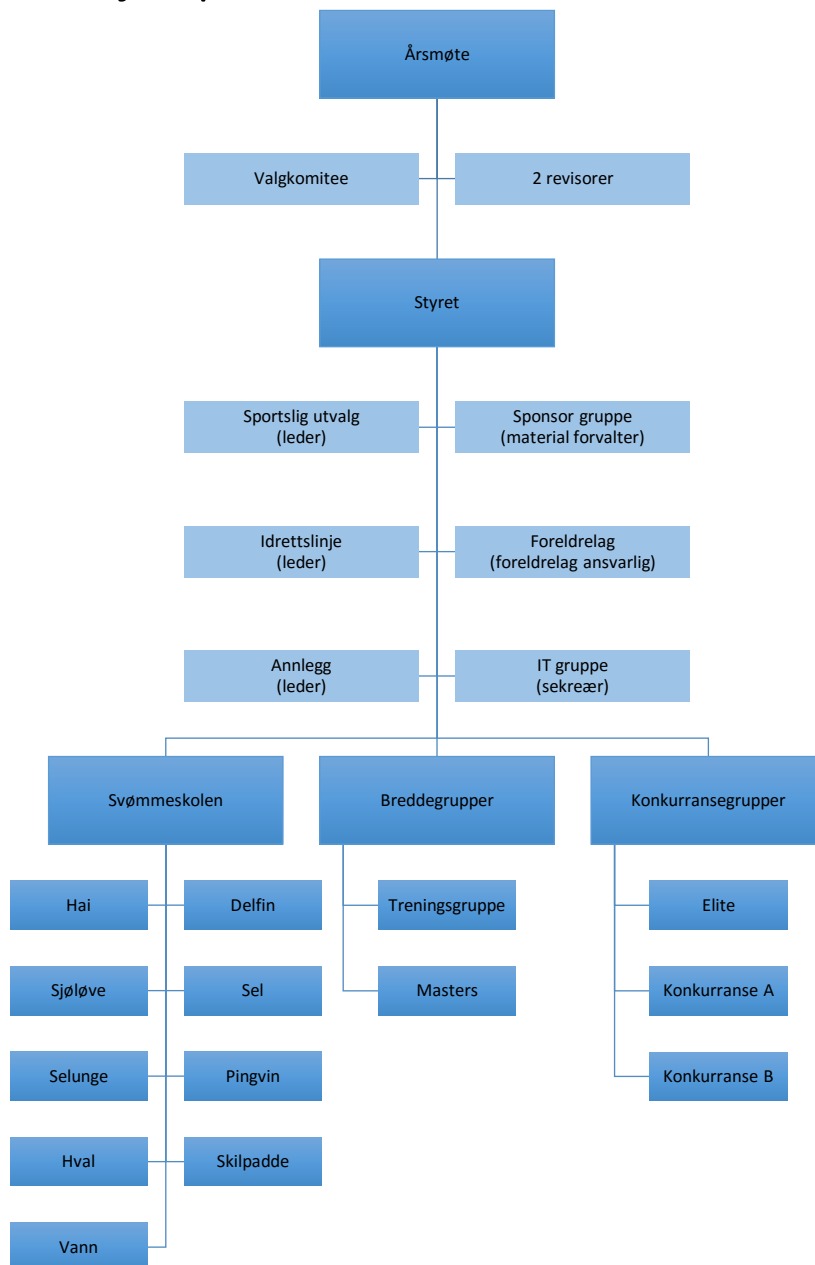 Årsmøte
Valgkomitee
2 revisorer
Styret
Sportslig utvalg
(leder)
Sponsor gruppe
(material forvalter)
Idrettslinje
(leder)
Foreldrelag
(foreldrelag ansvarlig)
Annlegg
(leder)
IT gruppe
(sekreær)
Svømmeskolen
Breddegrupper
Konkurransegrupper
Hai
Delfin
Treningsgruppe
Elite
Sjøløve
Sel
Masters
Konkurranse A
Selunge
Pingvin
Konkurranse B
Hval
Skilpadde
Vann